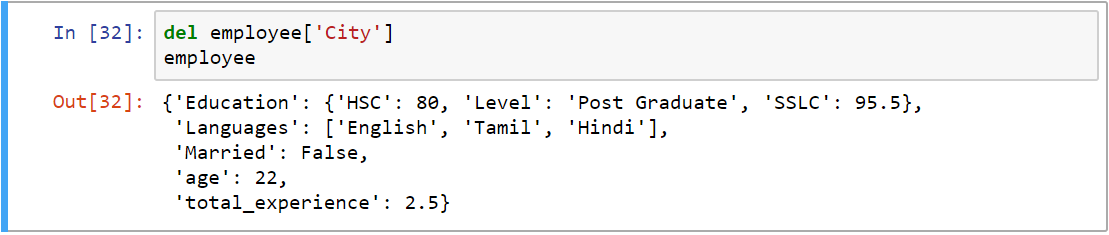 In [32]: del employee['City']
employee
Out[32]: {'Education': {'HSC': 80, 'Level': 'Post Graduate', 'SSLC': 95.5},
'Languages': ['English', 'Tamil', 'Hindi'],
'Married': False,
'age': 22,
'total_experience': 2.5}